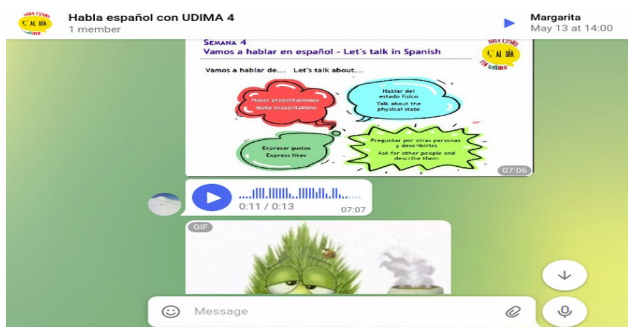 Habla español con UDIMA 4
1 member
Margarita
May 13 at 14:00
SEMANA 4
Vamos a hablar en español - Let's talk in Spanish
AL DÍA
Vamos a hablar de... Let's talk about...
Hacer presentaciones
Make presentations
Hablar del
estado físico
Talk about the
physical state
Expresar gustos
Express likes
Preguntar por otras personas
y describirlas
Ask for other people and
describe them
07:06
0:11 / 0:13
07:07
GIF
Message